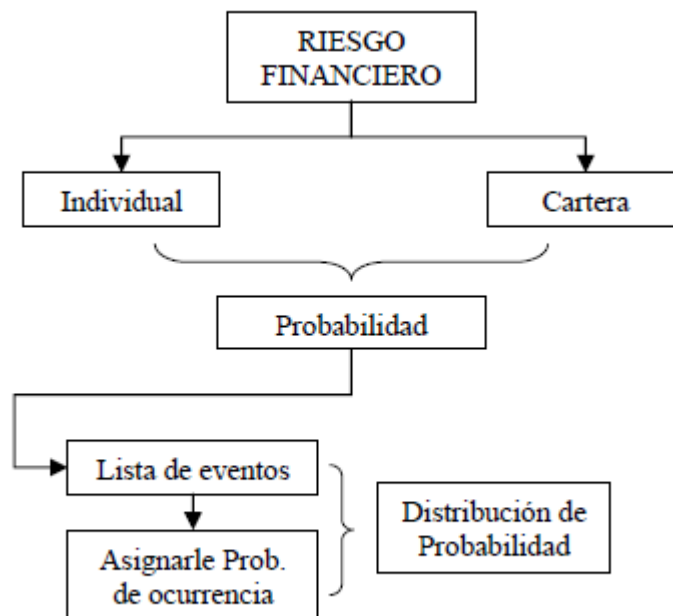 RIESGO
FINANCIERO
Individual
Cartera
Probabilidad
Lista de eventos
Asignarle Prob.
de ocurrencia
Distribución de
Probabilidad